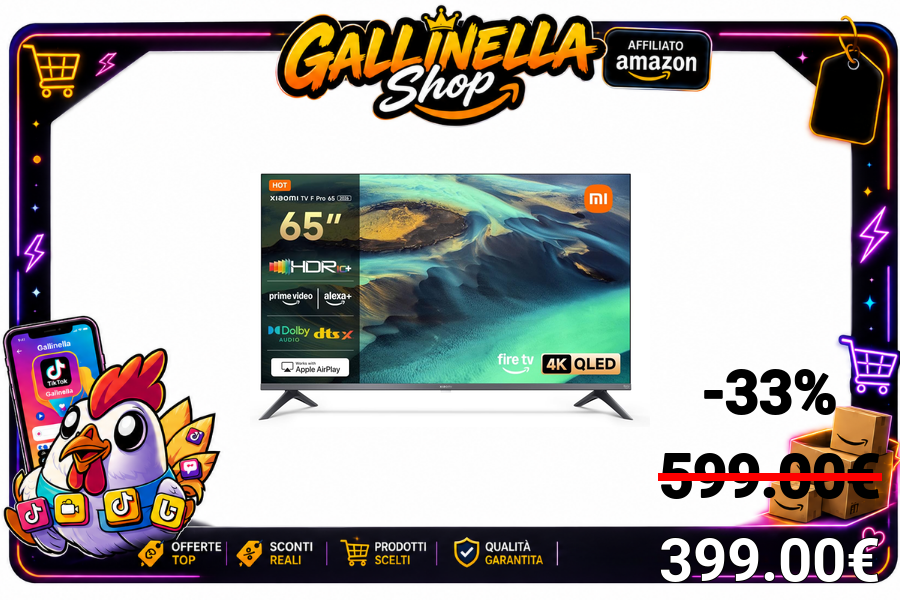 GALLINELLA
Shop
AFFILIATO
amazon
HOT
xiaomi TV F Pro 65 2026
65"
HDR10+
prime video | alexa+
Dolby
AUDIO
dts X
Works with
Apple AirPlay
fire tv
4K QLED
mi
Gallinella
TikTok
Gallinella
-33%
599.00€
399.00€
OFFERTE
TOP
SCONTI
REALI
PRODOTTI
SCELTI
QUALITÀ
GARANTITA